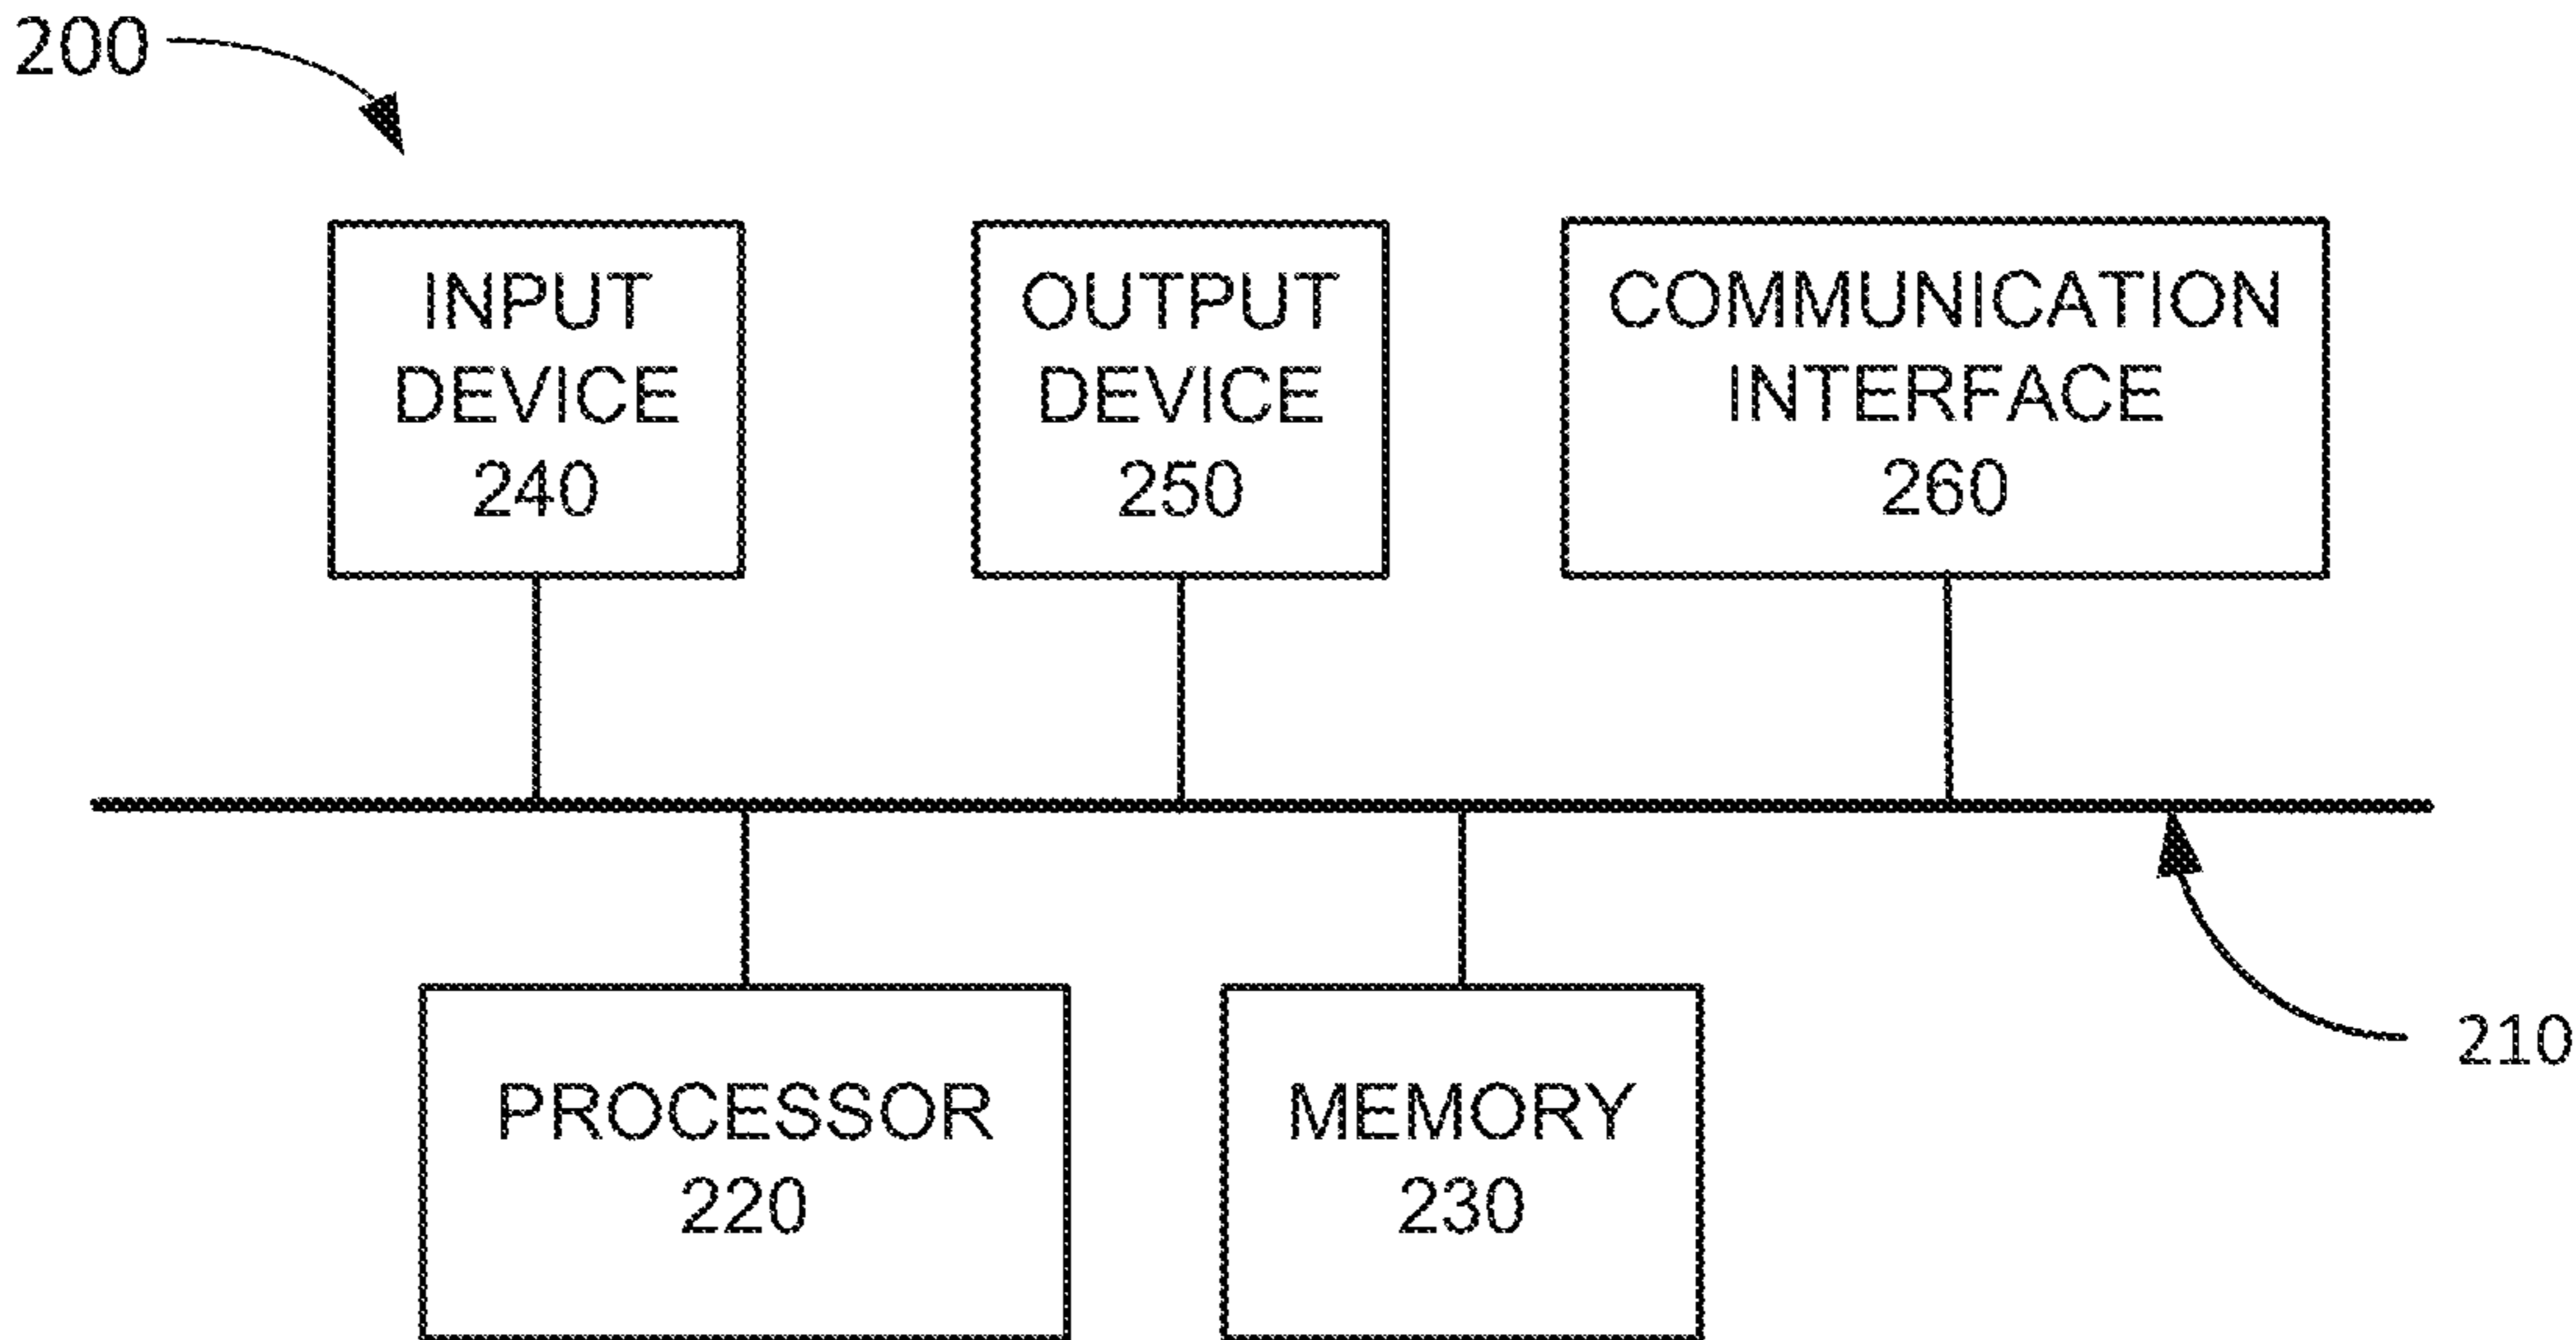 200
INPUT
DEVICE
240
OUTPUT
DEVICE
250
COMMUNICATION
INTERFACE
260
210
PROCESSOR
220
MEMORY
230